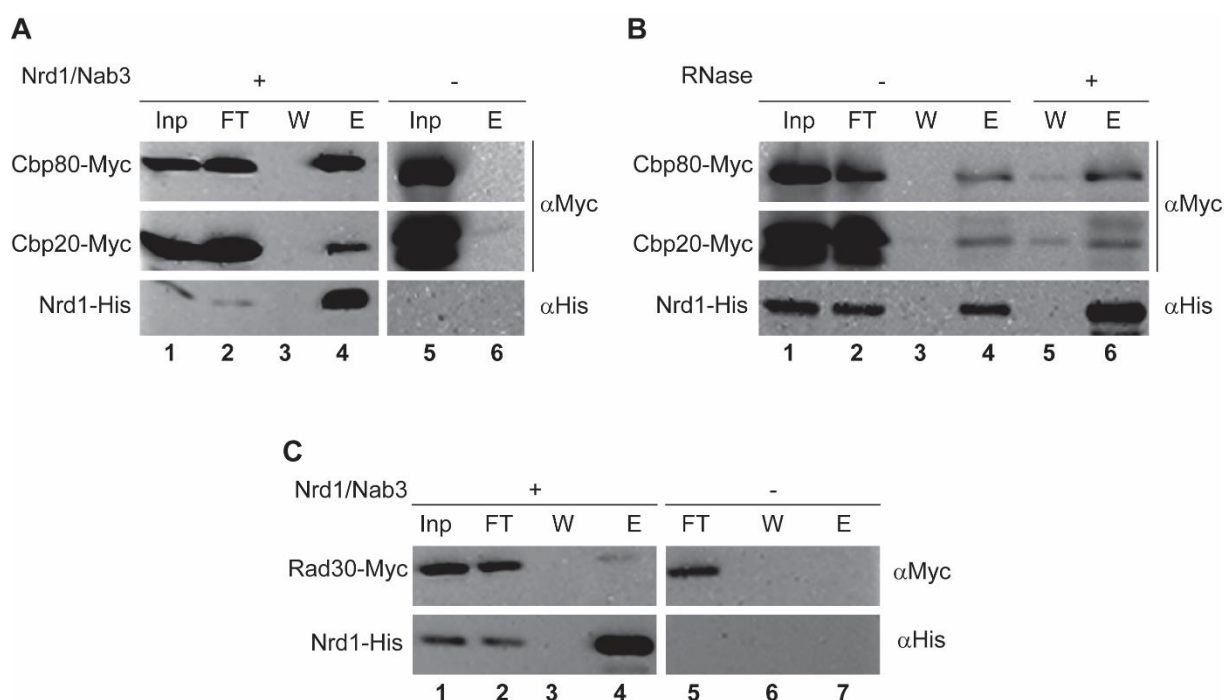 A
Nrd1/Nab3 + -
Inp FT W E Inp E
Cbp80-Myc
αMyc
Cbp20-Myc
Nrd1-His αHis
1 2 3 4 5 6
B
RNase - +
Inp FT W E W E
Cbp80-Myc
αMyc
Cbp20-Myc
Nrd1-His αHis
1 2 3 4 5 6
C
Nrd1/Nab3 + -
Inp FT W E FT W E
Rad30-Myc αMyc
Nrd1-His αHis
1 2 3 4 5 6 7